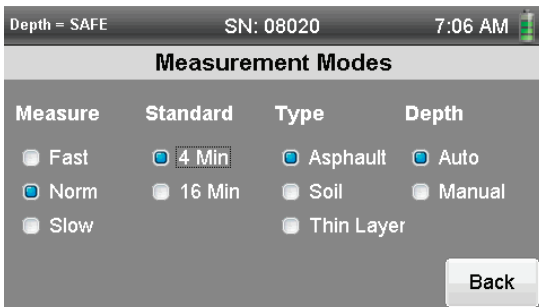 Depth = SAFE SN: 08020 7:06 AM
Measurement Modes
Measure Standard Type Depth
Fast 4 Min Asphault Auto
Norm 16 Min Soil Manual
Slow Thin Layer
Back